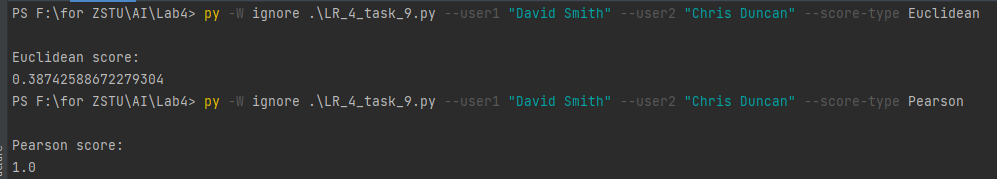 PS F:\for ZSTU\AI\Lab4> py -W ignore .\LR_4_task_9.py --user1 "David Smith" --user2 "Chris Duncan" --score-type Euclidean
Euclidean score:
0.38742588672279304
PS F:\for ZSTU\AI\Lab4> py -W ignore .\LR_4_task_9.py --user1 "David Smith" --user2 "Chris Duncan" --score-type Pearson
Pearson score:
1.0